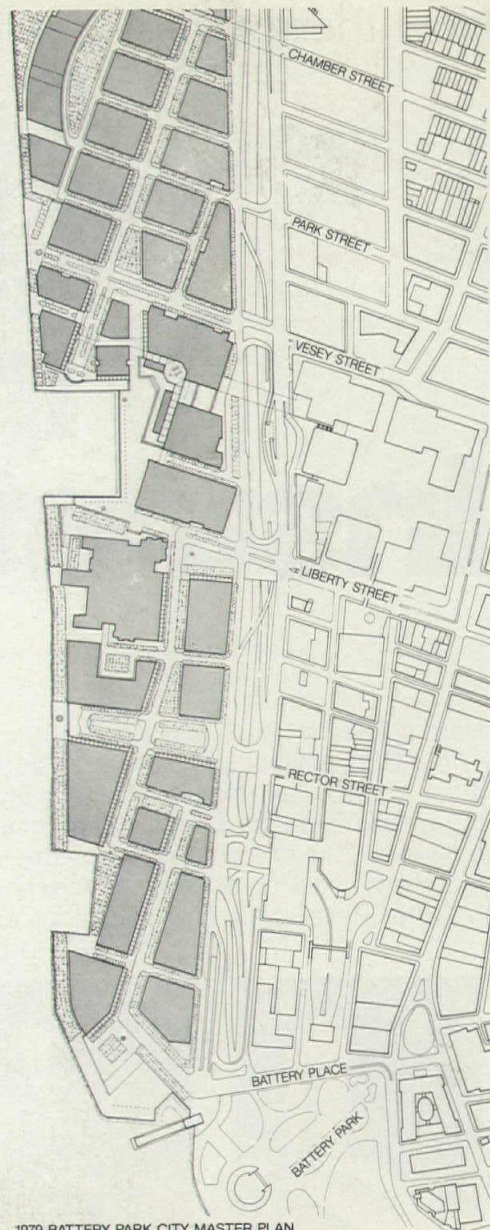 CHAMBER STREET
PARK STREET
VESEY STREET
LIBERTY STREET
RECTOR STREET
BATTERY PLACE
BATTERY PARK
1979 BATTERY PARK CITY MASTER PLAN